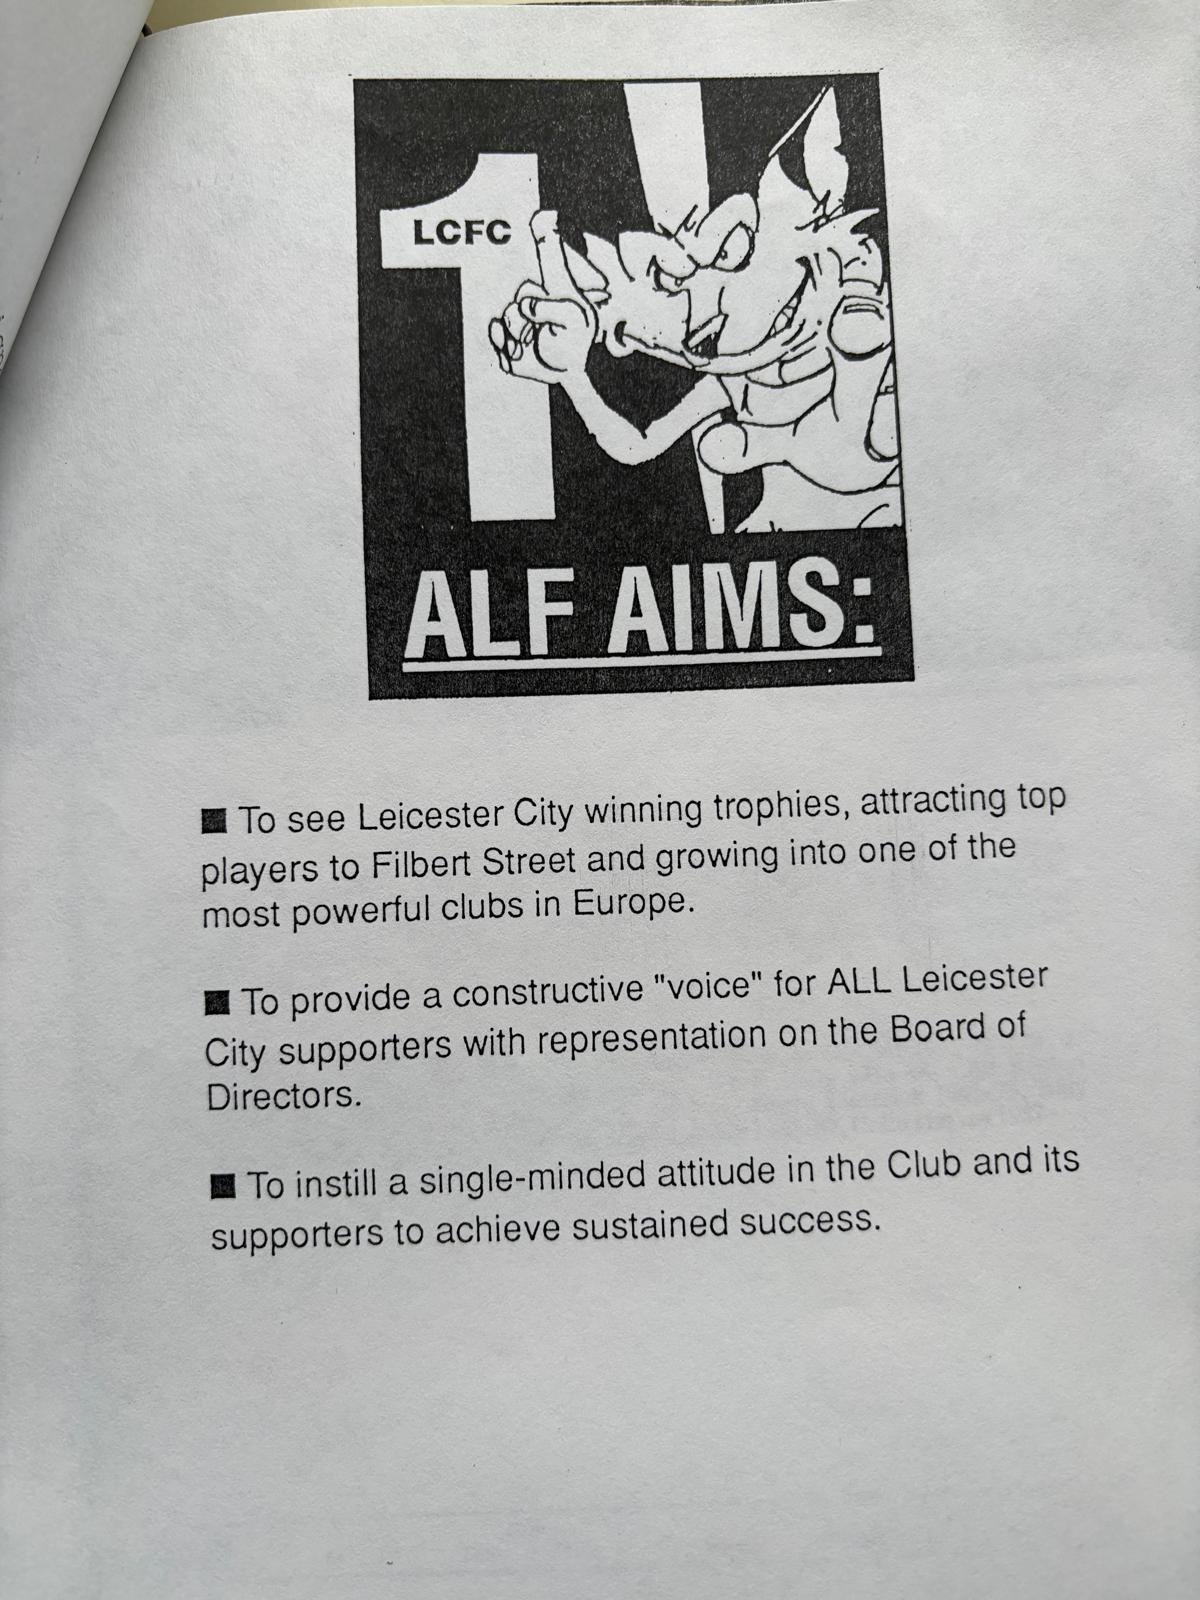 1
LCFC
ALF AIMS:
■ To see Leicester City winning trophies, attracting top
players to Filbert Street and growing into one of the
most powerful clubs in Europe.
■ To provide a constructive "voice" for ALL Leicester
City supporters with representation on the Board of
Directors.
■ To instill a single-minded attitude in the Club and its
supporters to achieve sustained success.